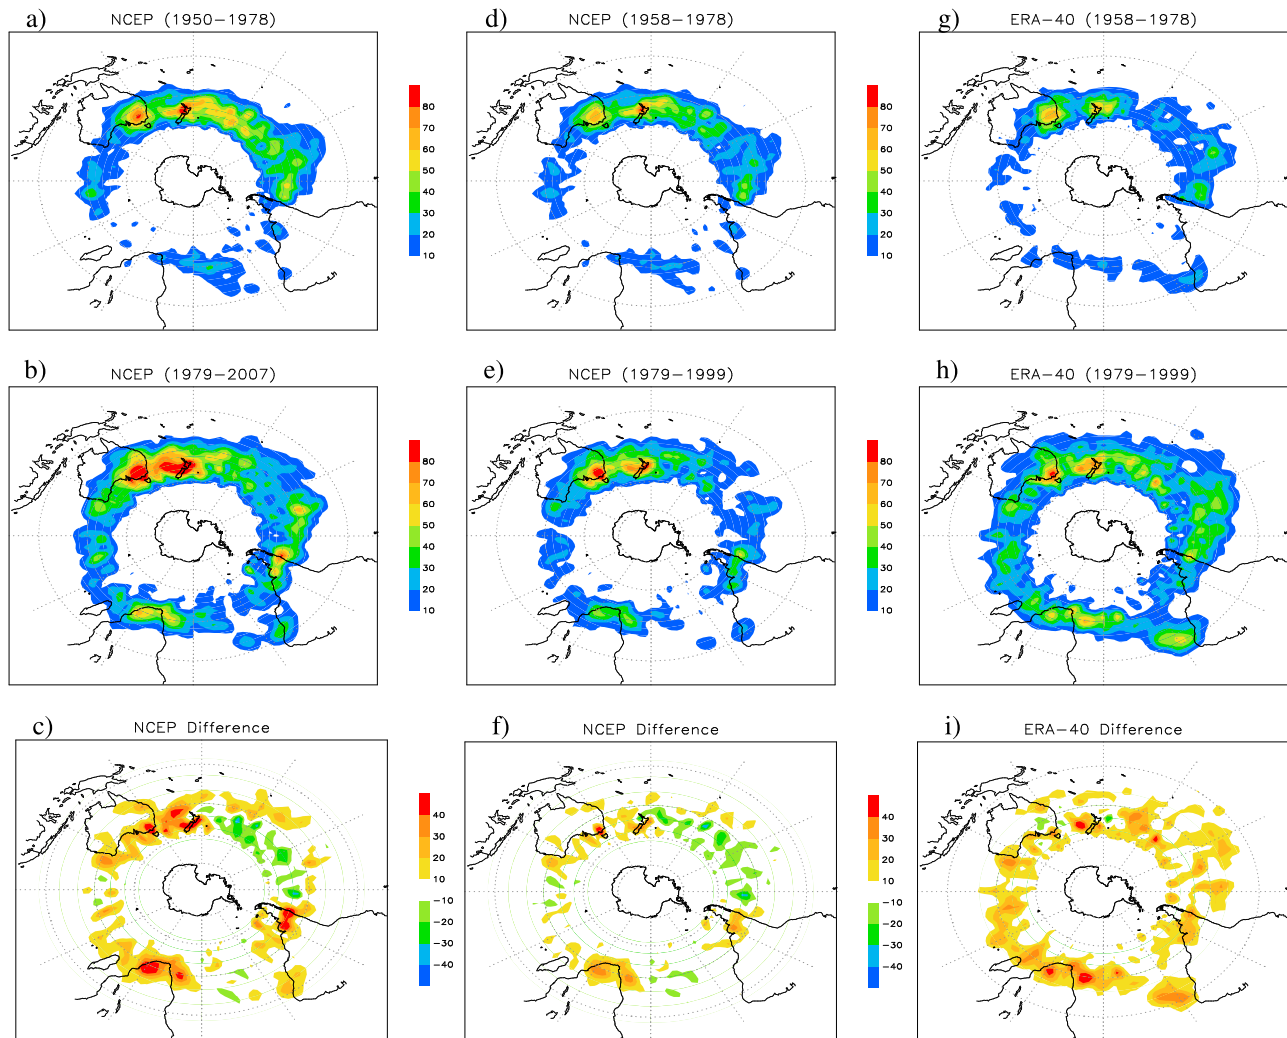 a)
NCEP (1950-1978)
80
70
60
50
40
30
20
10
d)
NCEP (1958-1978)
80
70
60
50
40
30
20
10
g)
ERA-40 (1958-1978)
b)
NCEP (1979-2007)
80
70
60
50
40
30
20
10
e)
NCEP (1979-1999)
80
70
60
50
40
30
20
10
h)
ERA-40 (1979-1999)
c)
NCEP Difference
40
30
20
10
-10
-20
-30
-40
f)
NCEP Difference
40
30
20
10
-10
-20
-30
-40
i)
ERA-40 Difference